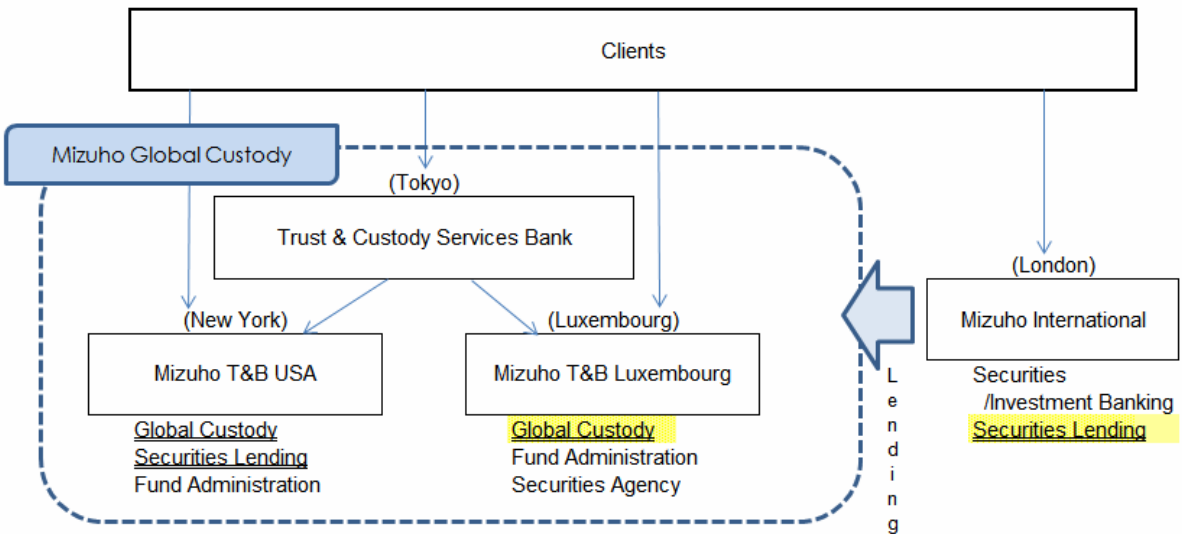 Clients
Mizuho Global Custody
(Tokyo)
Trust & Custody Services Bank
(London)
Mizuho International
(New York)
(Luxembourg)
Mizuho T&B USA
Mizuho T&B Luxembourg
Global Custody
Securities Lending
Fund Administration
Global Custody
Fund Administration
Securities Agency
Lending
Securities
/Investment Banking
Securities Lending